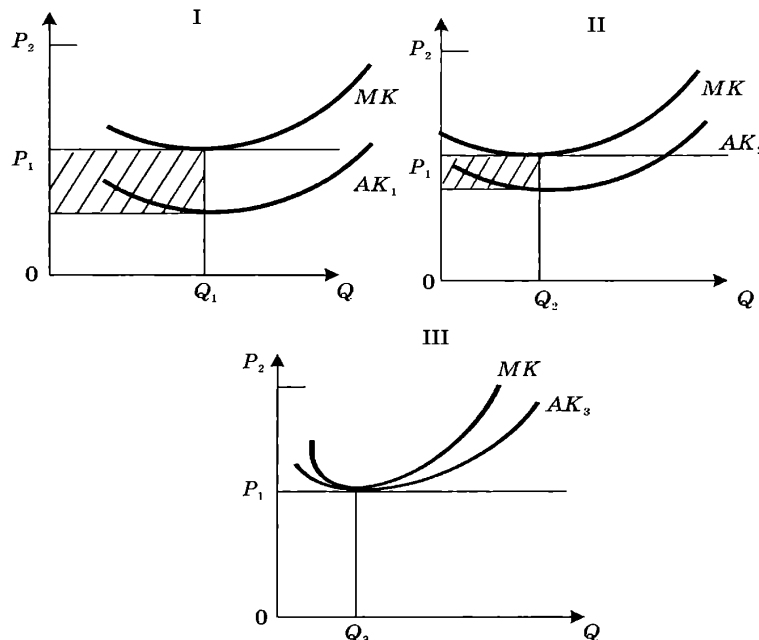 I
P₂
MK
P₁
AK₁
0
Q₁
Q
II
P₂
MK
AK₂
P₁
0
Q₂
Q
III
P₂
MK
AK₃
P₁
0
Q₃
Q